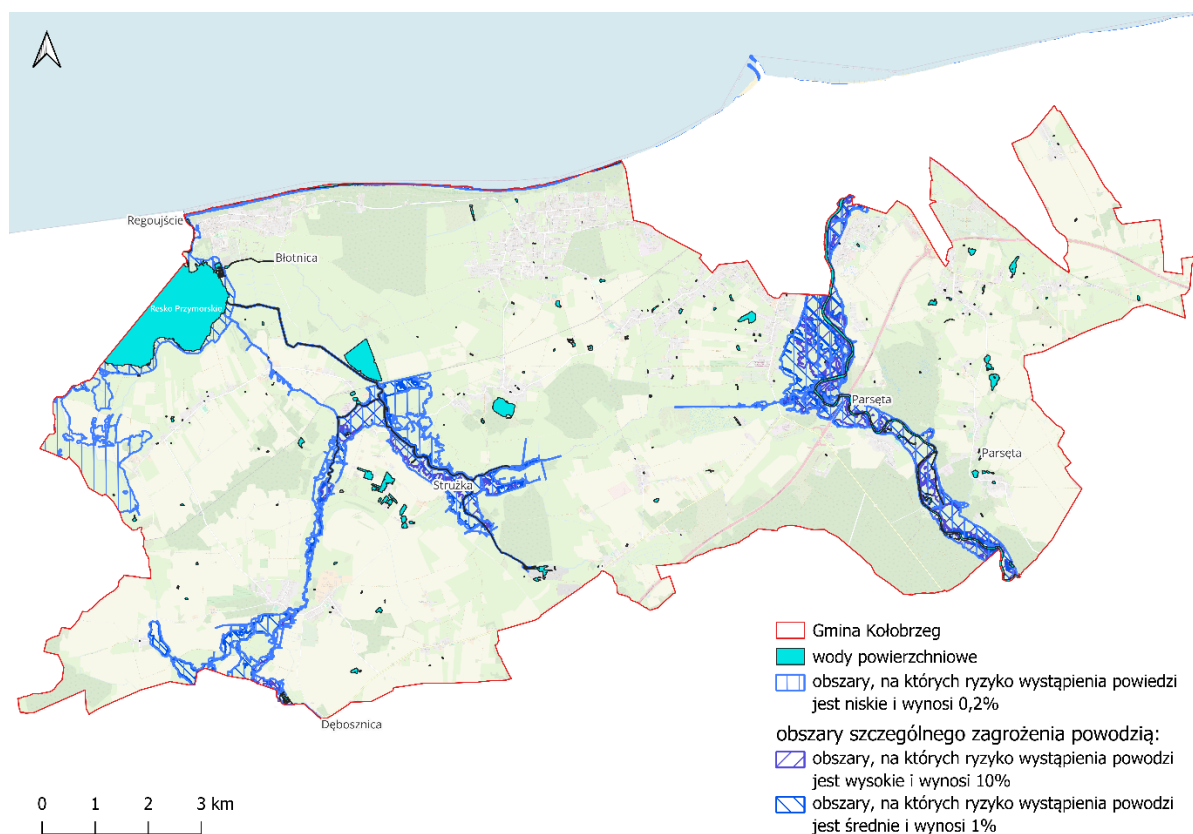 Regoujście
Błotnica
Resko Przymorskie
Parsęta
Parsęta
Strużka
Dębosznica
Gmina Kołobrzeg
wody powierzchniowe
obszary, na których ryzyko wystąpienia powiedzi
jest niskie i wynosi 0,2%
obszary szczególnego zagrożenia powodzią:
obszary, na których ryzyko wystąpienia powodzi
jest wysokie i wynosi 10%
obszary, na których ryzyko wystąpienia powodzi
jest średnie i wynosi 1%
0 1 2 3 km